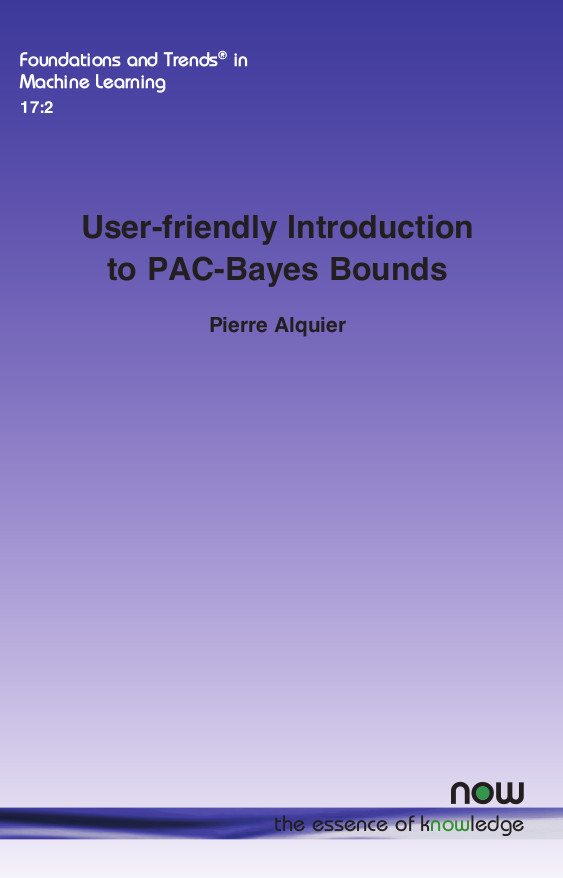 Foundations and Trends® in
Machine Learning
17:2
User-friendly Introduction
to PAC-Bayes Bounds
Pierre Alquier
now
the essence of knowledge